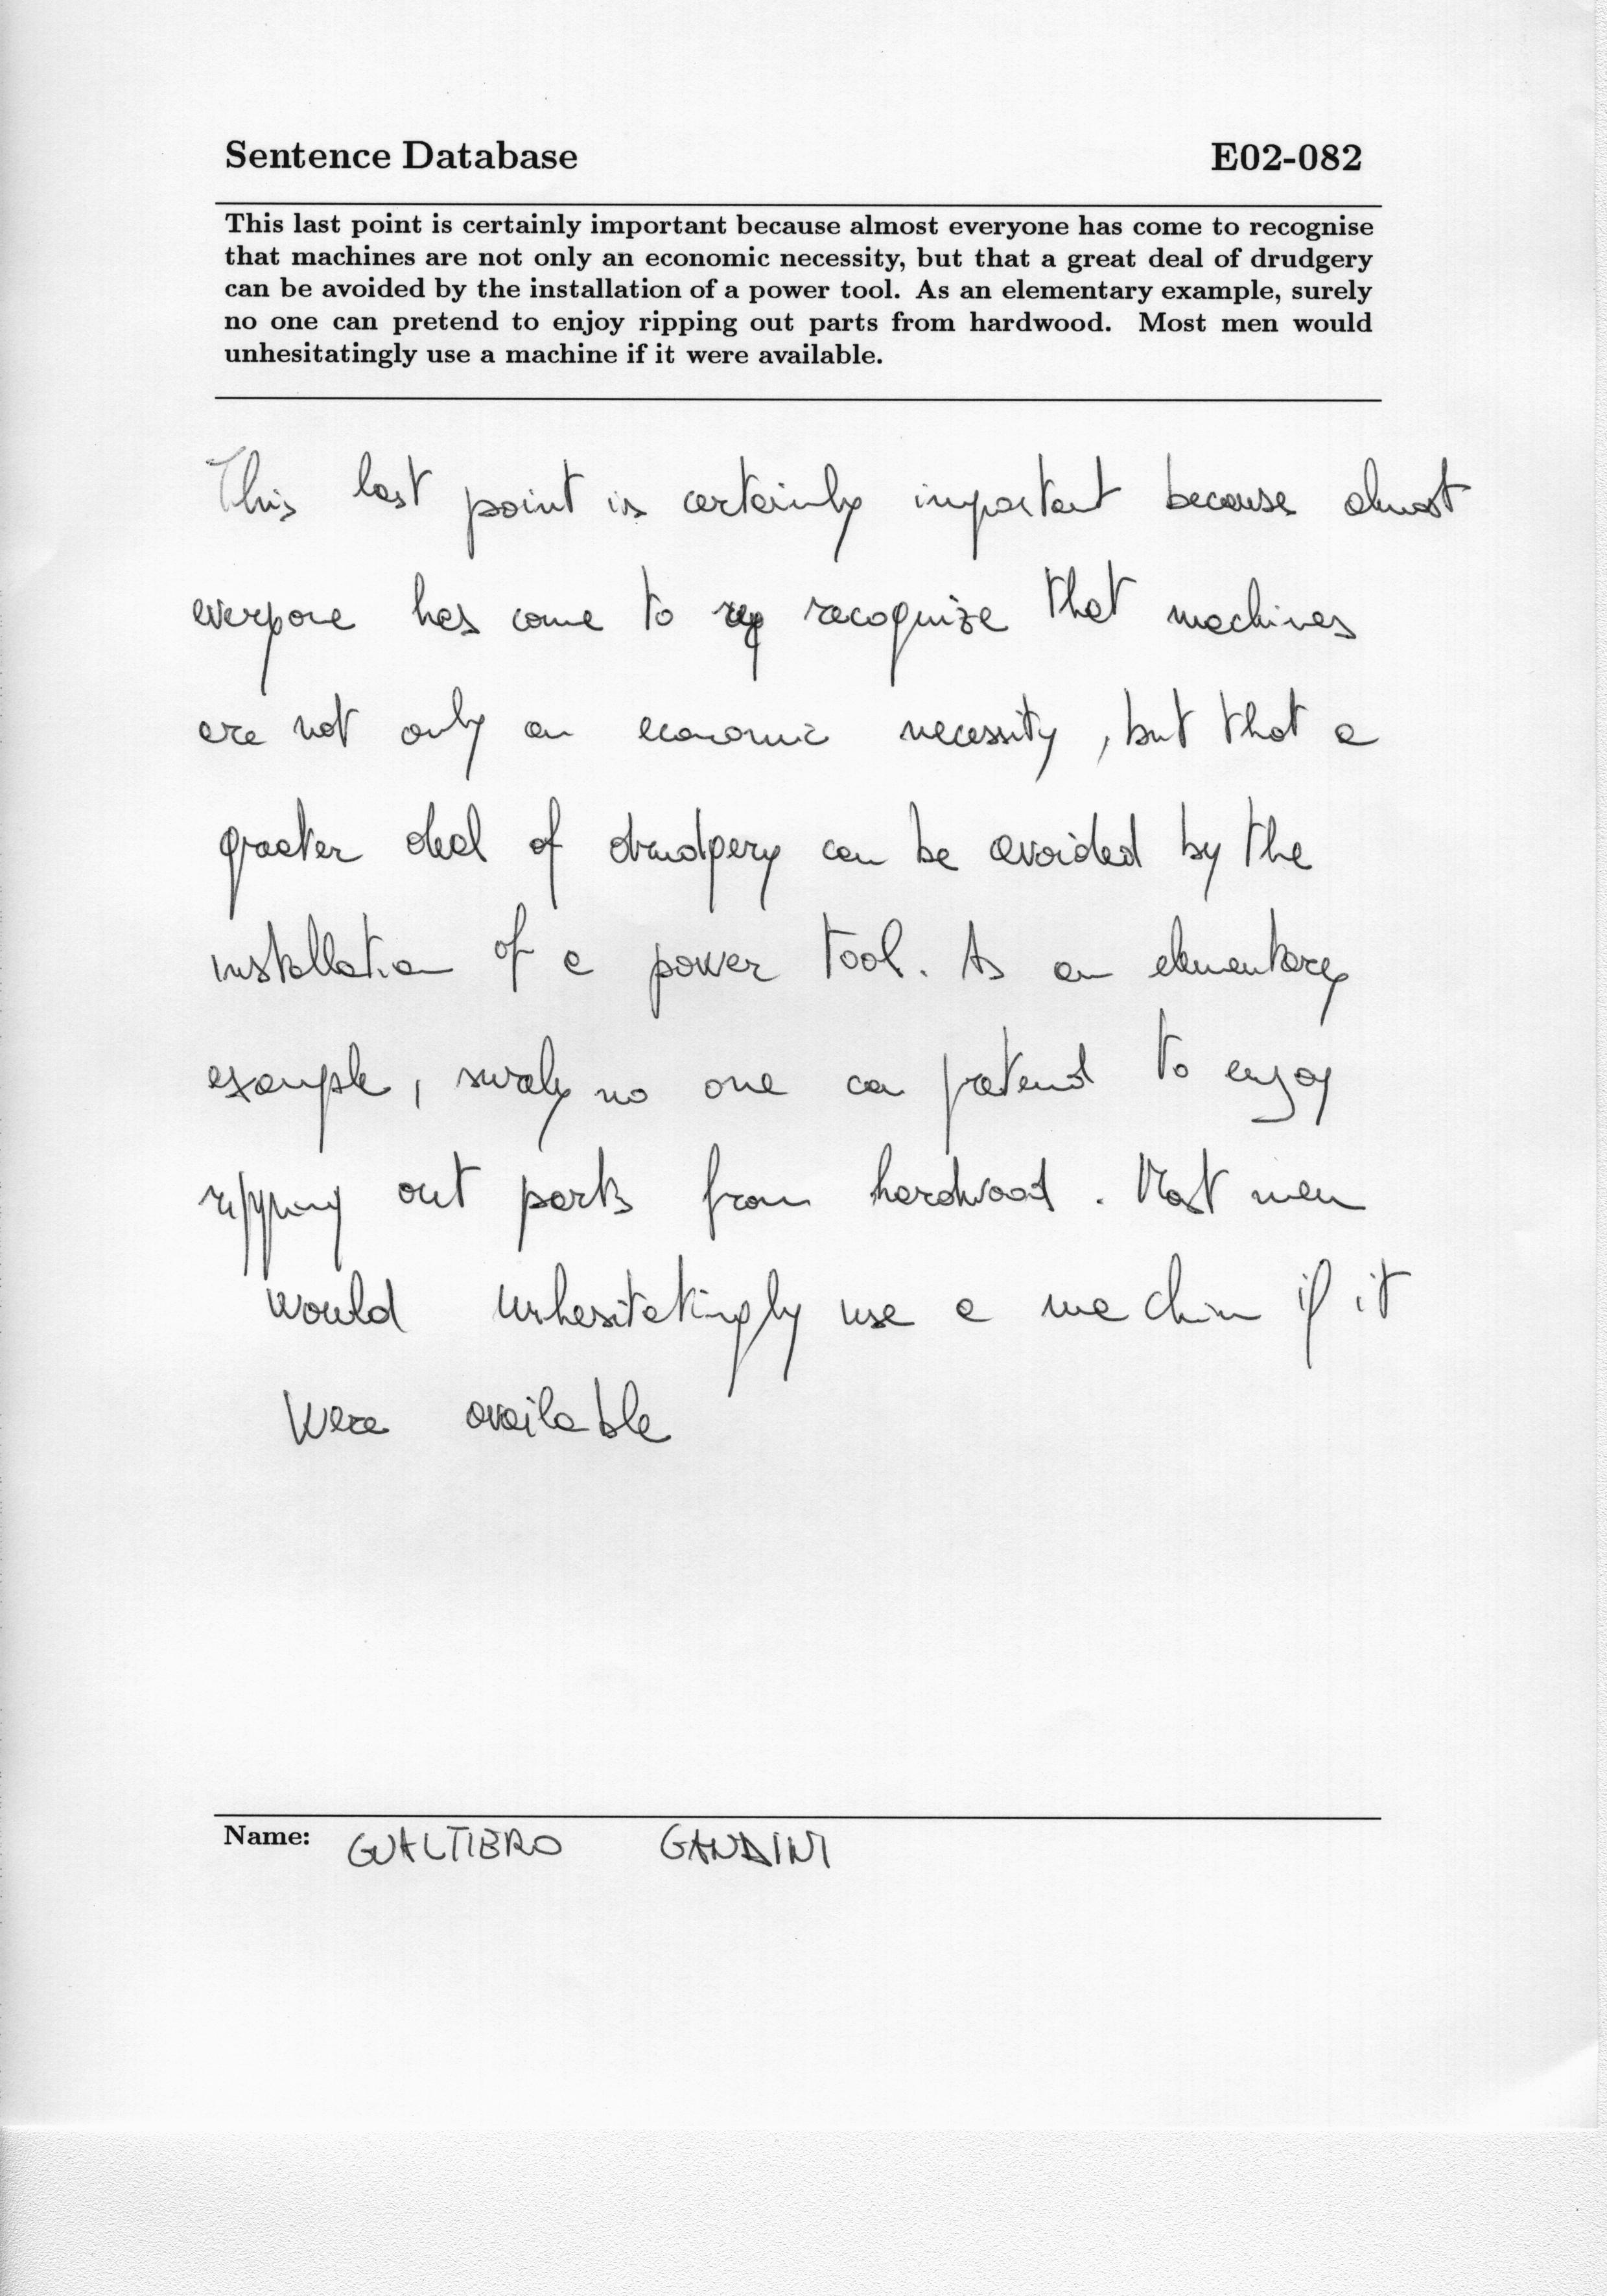 Sentence Database E02-082
This last point is certainly important because almost everyone has come to recognise
that machines are not only an economic necessity, but that a great deal of drudgery
can be avoided by the installation of a power tool. As an elementary example, surely
no one can pretend to enjoy ripping out parts from hardwood. Most men would
unhesitatingly use a machine if it were available.
This last point is certainly important because almost
everyone has come to reg recognize that machines
are not only an economic necessity, but that a
greater deal of drudgery can be avoided by the
installation of a power tool. As an elementary
example, surely no one can pretend to enjoy
ripping out parts from hardwood. Most men
would unhesitatingly use a machin if it
were available
Name: GUALTIERO GANDINI